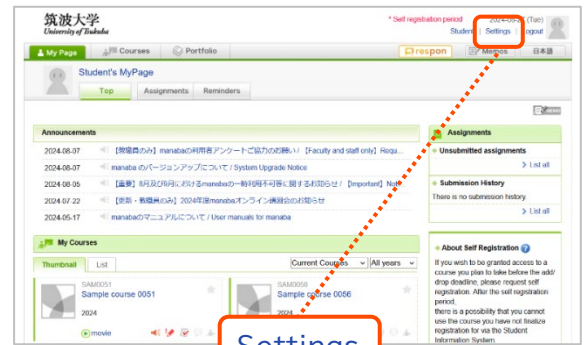 筑波大学
University of Tsukuba
* Self registration period
(Tue)
Student | Settings | Logout
My Page
Courses
Portfolio
respon
Memos
日本語
Student's MyPage
Top
Assignments
Reminders
Announcements
2024-08-07 【教職員のみ】manabaの利用者アンケートご協力のお願い / 【Faculty and staff only】Requ...
2024-08-07 manaba のバージョンアップについて / System Upgrade Notice
2024-08-05 【重要】8月及び9月におけるmanabaの一時利用不可等に関するお知らせ / 【Important】Not...
2024-07-22 【更新・教職員のみ】2024年度manabaオンライン講習会のお知らせ
2024-05-17 manabaのマニュアルについて / User manuals for manaba
Assignments
Unsubmitted assignments
List all
Submission History
There is no submission history.
List all
My Courses
Thumbnail
List
Current Courses
All years
SAM0051
Sample course 0051
2024
movie
SAM0056
Sample course 0056
2024
About Self Registration
If you wish to be granted access to a
course you plan to take before the add/
drop deadline, please request self
registration. After the self registration
period,
there is a possibility that you cannot
use the course you have not finalize
registration for via the Student
Information System.
Settings